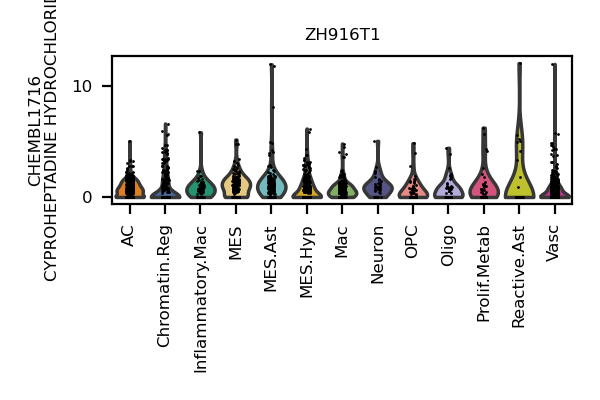 ZH916T1
CHEMBL1716
CYPROHEPTADINE HYDROCHLORID
10
0
AC
Chromatin.Reg
Inflammatory.Mac
MES
MES.Ast
MES.Hyp
Mac
Neuron
OPC
Oligo
Prolif.Metab
Reactive.Ast
Vasc